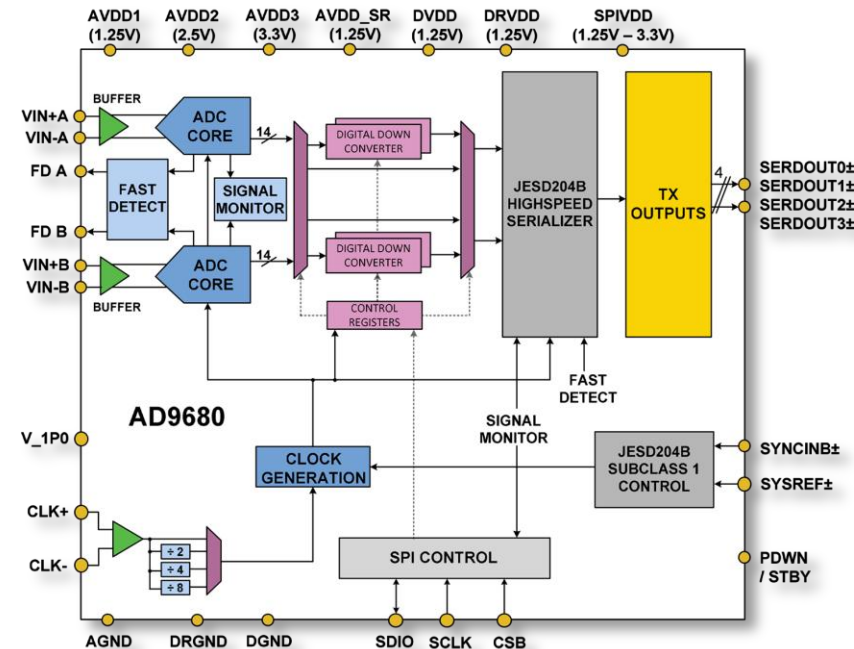 AVDD1 AVDD2 AVDD3 AVDD_SR DVDD DRVDD SPIVDD
(1.25V) (2.5V) (3.3V) (1.25V) (1.25V) (1.25V) (1.25V – 3.3V)
BUFFER
VIN+A
VIN-A
ADC
CORE
14
DIGITAL DOWN
CONVERTER
FD A
FAST
DETECT
SIGNAL
MONITOR
FD B
VIN+B
VIN-B
BUFFER
ADC
CORE
14
DIGITAL DOWN
CONVERTER
CONTROL
REGISTERS
JESD204B
HIGHSPEED
SERIALIZER
TX
OUTPUTS
4
SERDOUT0±
SERDOUT1±
SERDOUT2±
SERDOUT3±
FAST
DETECT
AD9680
SIGNAL
MONITOR
V_1P0
CLOCK
GENERATION
JESD204B
SUBCLASS 1
CONTROL
SYNCINB±
SYSREF±
CLK+
CLK-
÷ 2
÷ 4
÷ 8
SPI CONTROL
PDWN
/ STBY
AGND DRGND DGND SDIO SCLK CSB